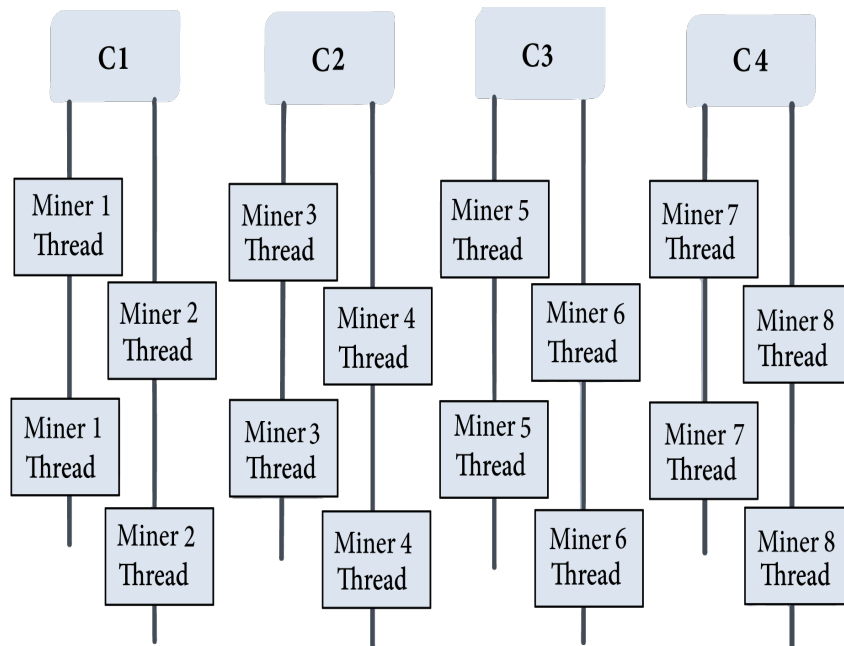 C1
C2
C3
C4
Miner 1
Thread
Miner 3
Thread
Miner 5
Thread
Miner 7
Thread
Miner 2
Thread
Miner 4
Thread
Miner 6
Thread
Miner 8
Thread
Miner 1
Thread
Miner 3
Thread
Miner 5
Thread
Miner 7
Thread
Miner 2
Thread
Miner 4
Thread
Miner 6
Thread
Miner 8
Thread